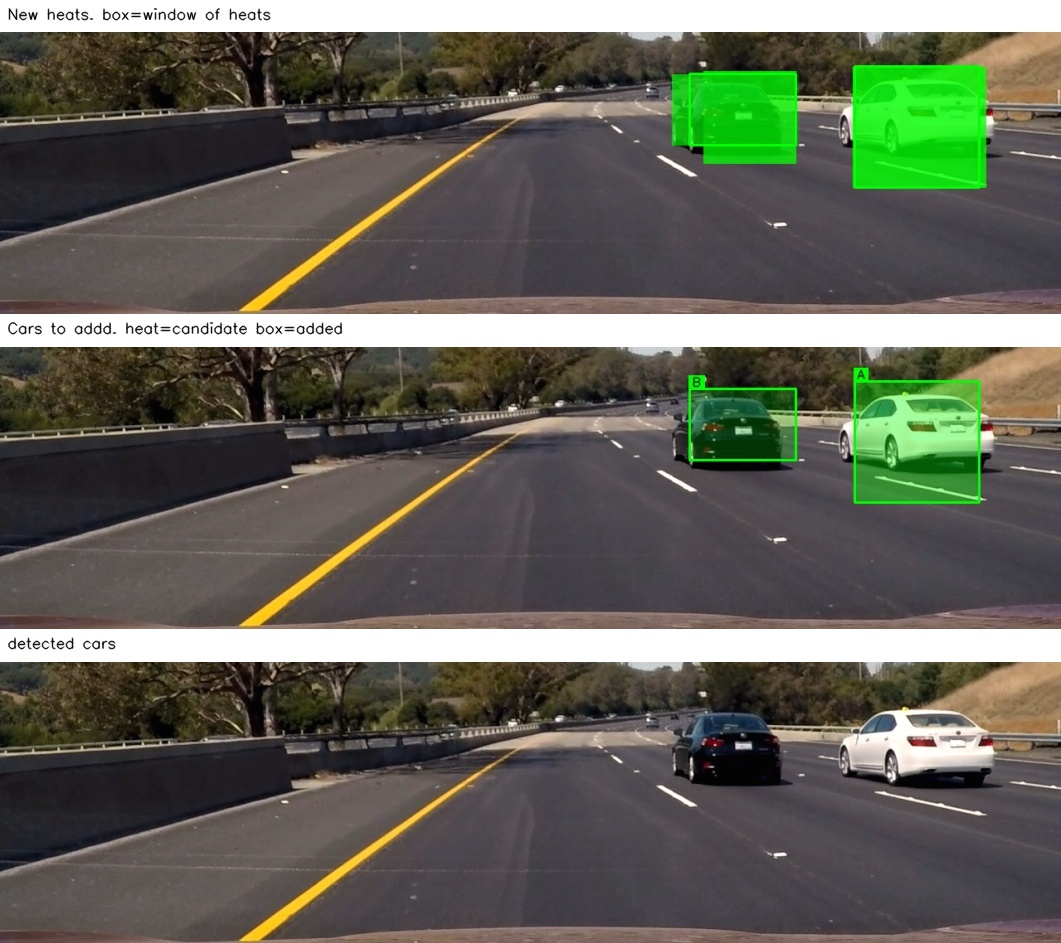 New heats. box=window of heats
Cars to addd. heat=candidate box=added
B
A
detected cars